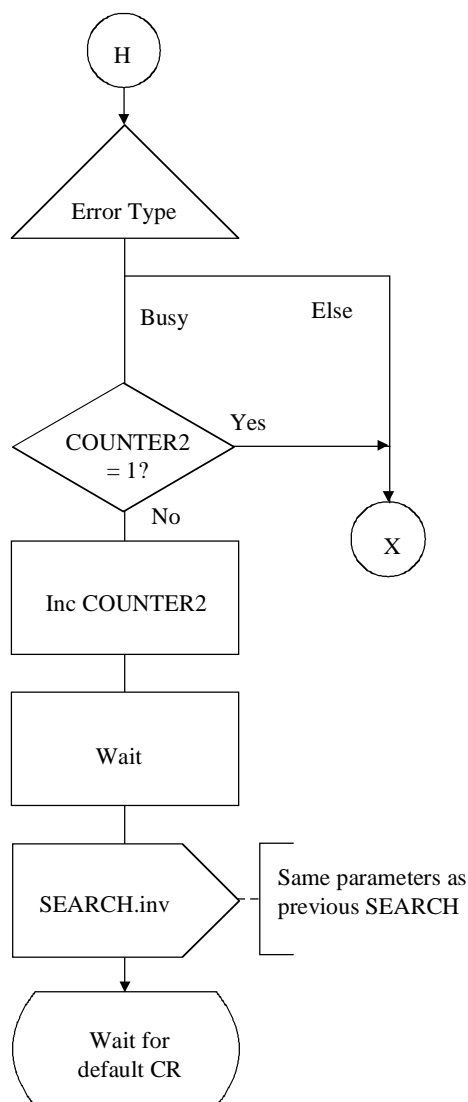 H
Error Type
Busy
Else
COUNTER2
= 1?
Yes
No
X
Inc COUNTER2
Wait
SEARCH.inv
Same parameters as
previous SEARCH
Wait for
default CR